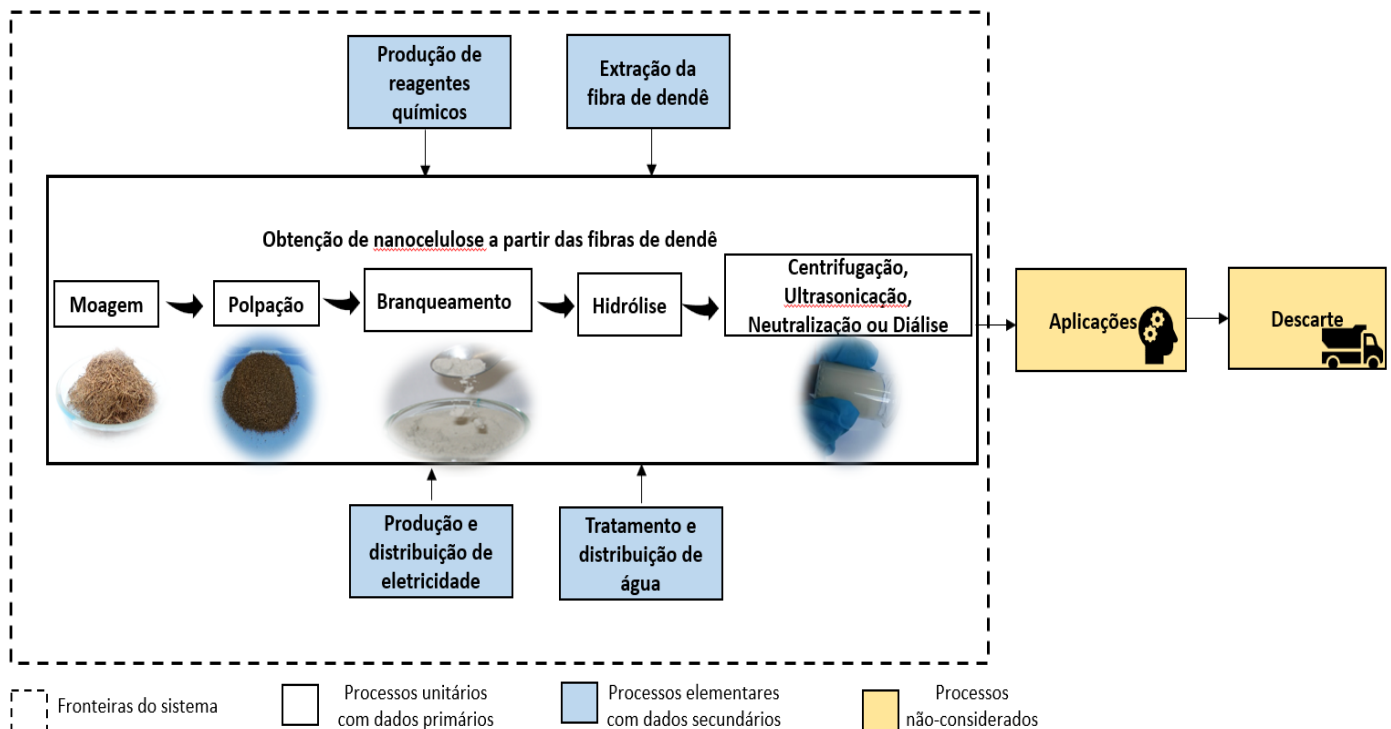 Produção de
reagentes
químicos
Extração da
fibra de dendê
Obtenção de nanocelulose a partir das fibras de dendê
Moagem
Polpação
Branqueamento
Hidrólise
Centrifugação,
Ultrasonicação,
Neutralização ou Diálise
Aplicações
Descarte
Produção e
distribuição de
eletricidade
Tratamento e
distribuição de
água
Fronteiras do sistema
Processos unitários
com dados primários
Processos elementares
com dados secundários
Processos
não-considerados